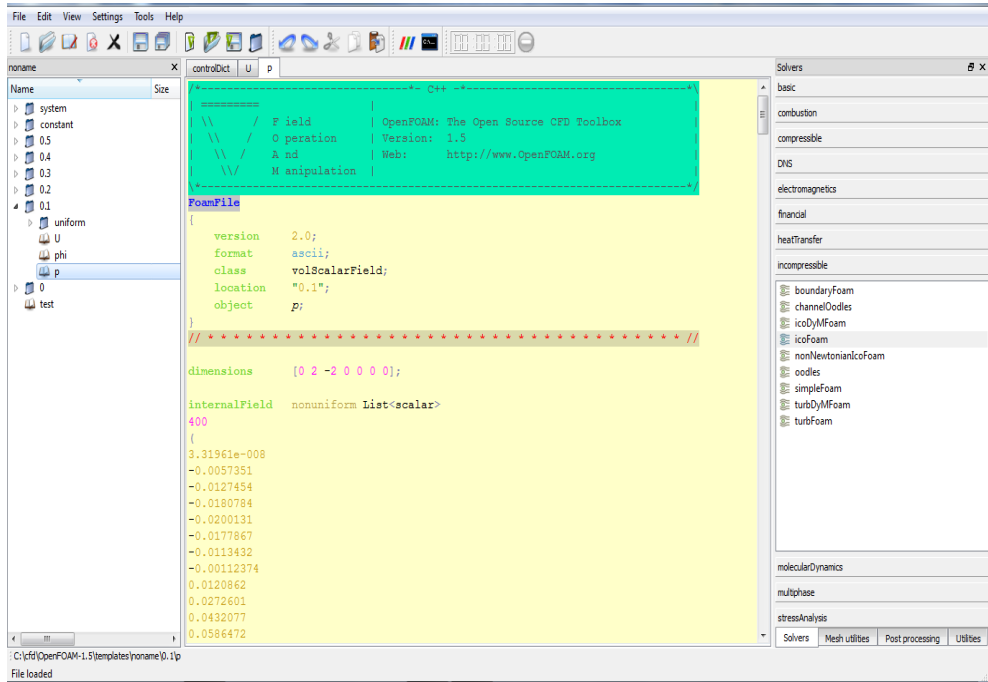 File Edit View Settings Tools Help
noname
Name Size
system
constant
0.5
0.4
0.3
0.2
0.1
uniform
U
phi
p
0
test
controlDict U p
/*--------------------------------*- C++ -*----------------------------------*\
| ========= | |
| \\ / F ield | OpenFOAM: The Open Source CFD Toolbox |
| \\ / O peration | Version: 1.5 |
| \\ / A nd | Web: http://www.OpenFOAM.org |
| \\/ M anipulation | |
\*---------------------------------------------------------------------------*/
FoamFile
{
version 2.0;
format ascii;
class volScalarField;
location "0.1";
object p;
}
// * * * * * * * * * * * * * * * * * * * * * * * * * * * * * * * * * * * * * //
dimensions [0 2 -2 0 0 0 0];
internalField nonuniform List<scalar>
400
(
3.31961e-008
-0.0057351
-0.0127454
-0.0180784
-0.0200131
-0.0177867
-0.0113432
-0.00112374
0.0120862
0.0272601
0.0432077
0.0586472
Solvers
basic
combustion
compressible
DNS
electromagnetics
financial
heatTransfer
incompressible
boundaryFoam
channelOodles
icoDyMFoam
icoFoam
nonNewtonianIcoFoam
oodles
simpleFoam
turbDyMFoam
turbFoam
molecularDynamics
multiphase
stressAnalysis
Solvers Mesh utilities Post processing Utilities
C:\cfd\OpenFOAM-1.5\templates\noname\0.1\p
File loaded